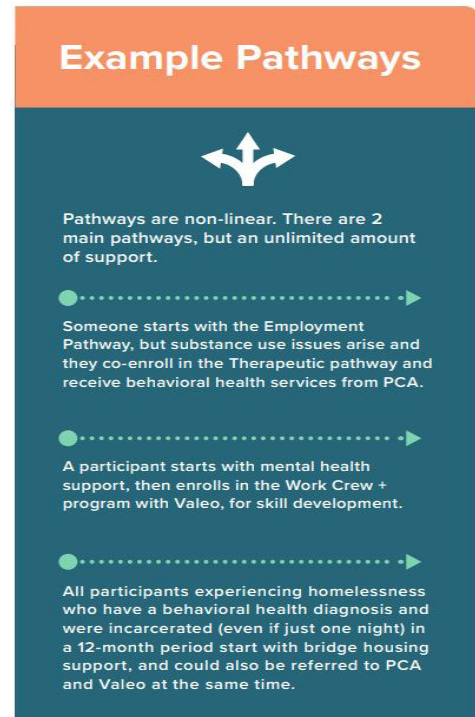 Example Pathways
Pathways are non-linear. There are 2
main pathways, but an unlimited amount
of support.
Someone starts with the Employment
Pathway, but substance use issues arise and
they co-enroll in the Therapeutic pathway and
receive behavioral health services from PCA.
A participant starts with mental health
support, then enrolls in the Work Crew +
program with Valeo, for skill development.
All participants experiencing homelessness
who have a behavioral health diagnosis and
were incarcerated (even if just one night) in
a 12-month period start with bridge housing
support, and could also be referred to PCA
and Valeo at the same time.